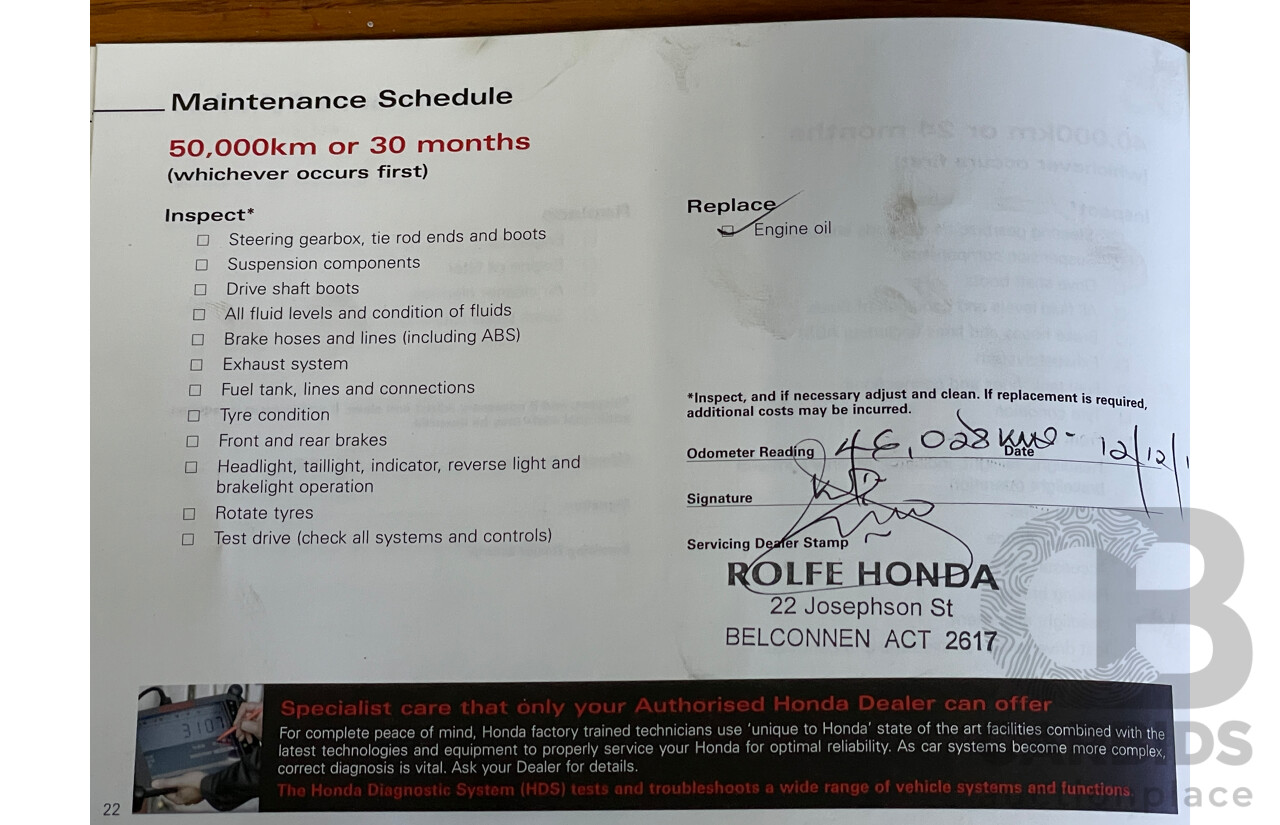 Maintenance Schedule
50,000km or 30 months
(whichever occurs first)
Inspect*
Steering gearbox, tie rod ends and boots
Suspension components
Drive shaft boots
All fluid levels and condition of fluids
Brake hoses and lines (including ABS)
Exhaust system
Fuel tank, lines and connections
Tyre condition
Front and rear brakes
Headlight, taillight, indicator, reverse light and
brakelight operation
Rotate tyres
Test drive (check all systems and controls)
Replace
Engine oil
*Inspect, and if necessary adjust and clean. If replacement is required,
additional costs may be incurred.
Odometer Reading 46,028 kms Date 12/12/1
Signature
Servicing Dealer Stamp
ROLFE HONDA
22 Josephson St
BELCONNEN ACT 2617
Specialist care that only your Authorised Honda Dealer can offer
For complete peace of mind, Honda factory trained technicians use 'unique to Honda' state of the art facilities combined with the
latest technologies and equipment to properly service your Honda for optimal reliability. As car systems become more complex,
correct diagnosis is vital. Ask your Dealer for details.
The Honda Diagnostic System (HDS) tests and troubleshoots a wide range of vehicle systems and functions.
3107
22